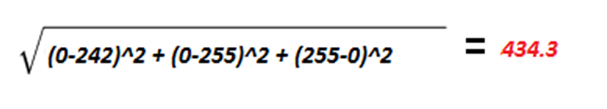 √(0-242)^2 + (0-255)^2 + (255-0)^2 = 434.3